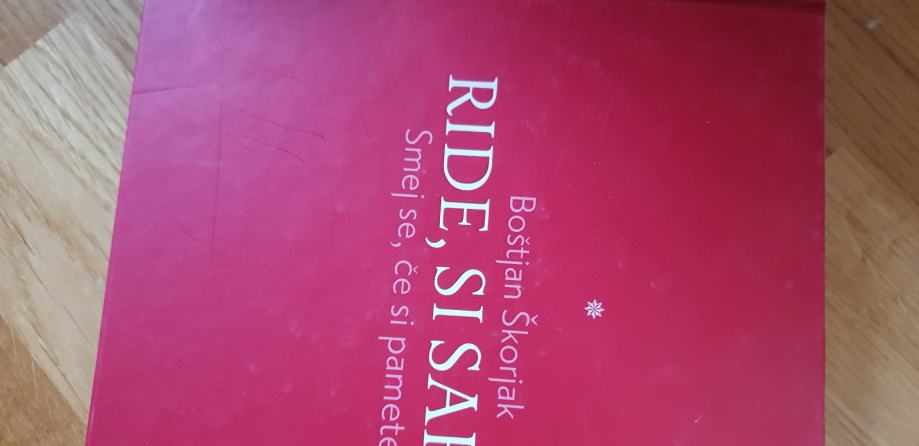 Boštjan Škorjak
RIDE, SI
Smej se, če si